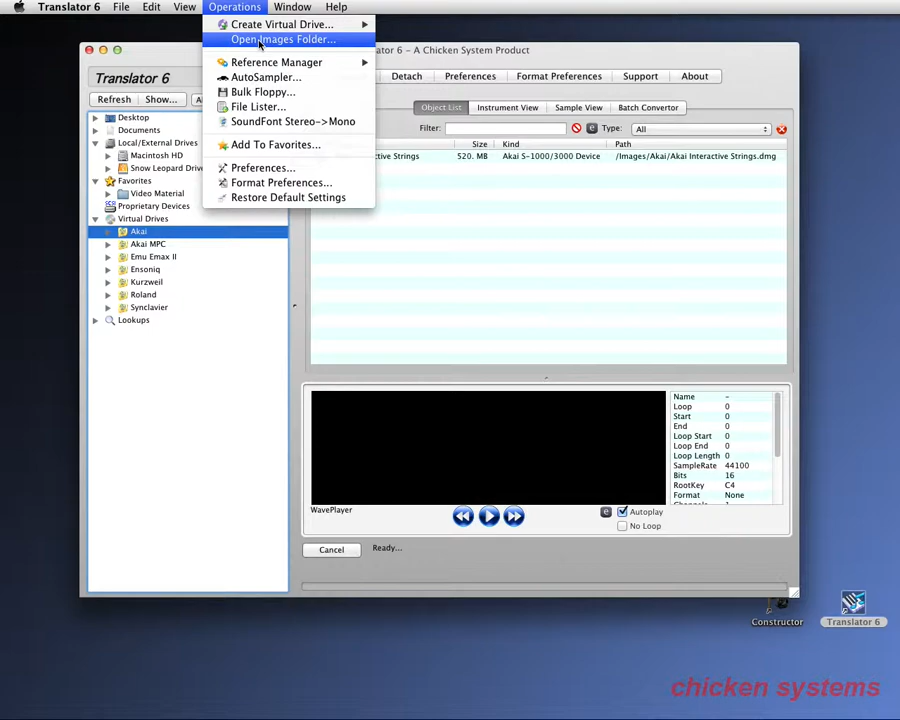 Translator 6 File Edit View Operations Window Help
Create Virtual Drive...
Open Images Folder...
Reference Manager
AutoSampler...
Bulk Floppy...
File Lister...
SoundFont Stereo->Mono
Add To Favorites...
Preferences...
Format Preferences...
Restore Default Settings
ator 6 - A Chicken System Product
Translator 6
Detach Preferences Format Preferences Support About
Refresh Show...
Object List Instrument View Sample View Batch Convertor
Filter: Type: All
Size Kind Path
ctive Strings 520. MB Akai S-1000/3000 Device /Images/Akai/Akai Interactive Strings.dmg
Desktop
Documents
Local/External Drives
Macintosh HD
Snow Leopard Driv
Favorites
Video Material
Proprietary Devices
Virtual Drives
Akai
Akai MPC
Emu Emax II
Ensoniq
Kurzweil
Roland
Synclavier
Lookups
Name -
Loop 0
Start 0
End 0
Loop Start 0
Loop End 0
Loop Length 0
SampleRate 44100
Bits 16
RootKey C4
Format None
WavePlayer
Autoplay
No Loop
Cancel Ready...
Constructor
Translator 6
chicken systems